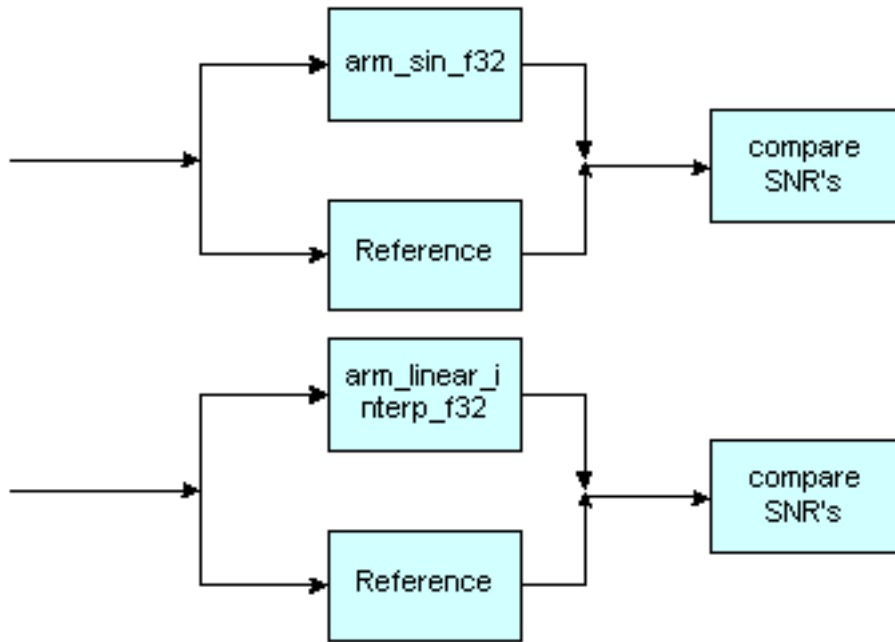 arm_sin_f32
compare
SNR's
Reference
arm_linear_i
nterp_f32
compare
SNR's
Reference